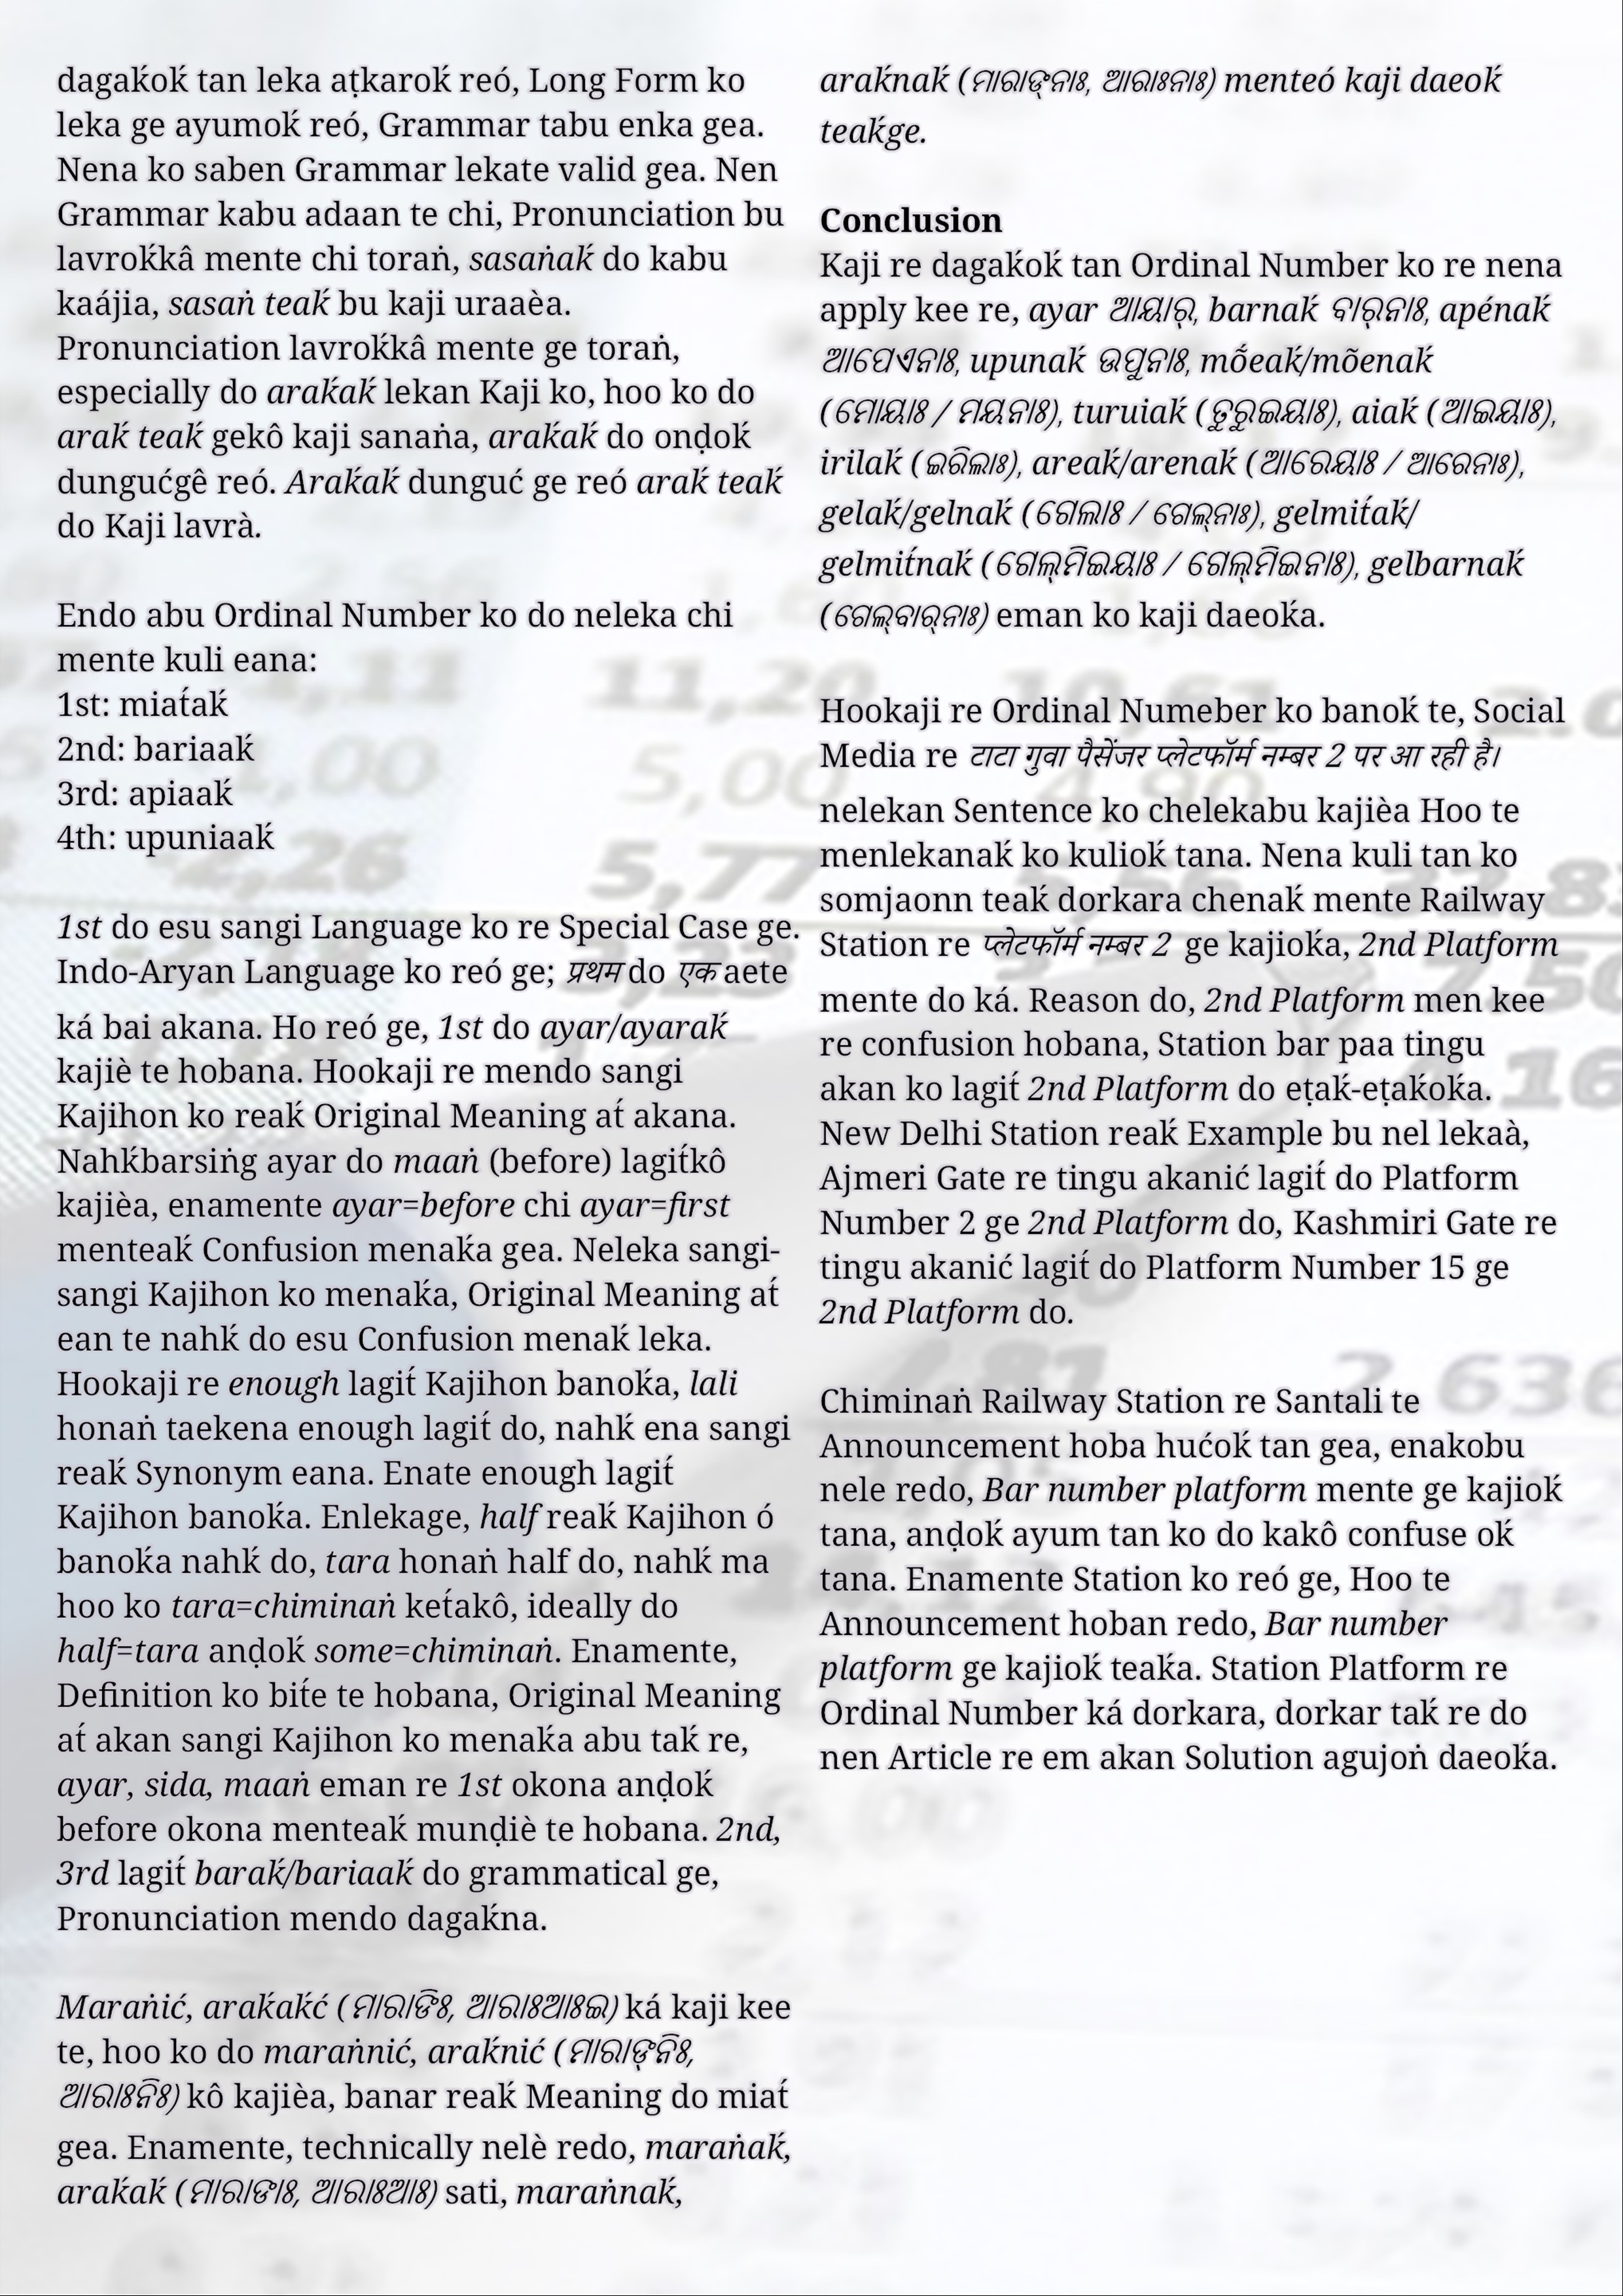 dagaḱoḱ tan leka aṭkaroḱ reó, Long Form ko
leka ge ayumoḱ reó, Grammar tabu enka gea.
Nena ko saben Grammar lekate valid gea. Nen
Grammar kabu adaan te chi, Pronunciation bu
lavroḱkâ mente chi toraṅ, sasaṅaḱ do kabu
kaájia, sasaṅ teaḱ bu kaji uraaèa.
Pronunciation lavroḱkâ mente ge toraṅ,
especially do araḱaḱ lekan Kaji ko, hoo ko do
araḱ teaḱ gekô kaji sanaṅa, araḱaḱ do onḍoḱ
dungućgê reó. Araḱaḱ dunguć ge reó araḱ teaḱ
do Kaji lavrà.
Endo abu Ordinal Number ko do neleka chi
mente kuli eana:
1st: miat́aḱ
2nd: bariaaḱ
3rd: apiaaḱ
4th: upuniaaḱ
1st do esu sangi Language ko re Special Case ge.
Indo-Aryan Language ko reó ge; प्रथम do एक aete
ká bai akana. Ho reó ge, 1st do ayar/ayaraḱ
kajiè te hobana. Hookaji re mendo sangi
Kajihon ko reaḱ Original Meaning at́ akana.
Nahḱbarsiṅg ayar do maaṅ (before) lagit́kô
kajièa, enamente ayar=before chi ayar=first
menteaḱ Confusion menaḱa gea. Neleka sangi-
sangi Kajihon ko menaḱa, Original Meaning at́
ean te nahḱ do esu Confusion menaḱ leka.
Hookaji re enough lagit́ Kajihon banoḱa, lali
honaṅ taekena enough lagit́ do, nahḱ ena sangi
reaḱ Synonym eana. Enate enough lagit́
Kajihon banoḱa. Enlekage, half reaḱ Kajihon ó
banoḱa nahḱ do, tara honaṅ half do, nahḱ ma
hoo ko tara=chiminaṅ ket́akô, ideally do
half=tara anḍoḱ some=chiminaṅ. Enamente,
Definition ko bit́e te hobana, Original Meaning
at́ akan sangi Kajihon ko menaḱa abu taḱ re,
ayar, sida, maaṅ eman re 1st okona anḍoḱ
before okona menteaḱ munḍiè te hobana. 2nd,
3rd lagit́ baraḱ/bariaaḱ do grammatical ge,
Pronunciation mendo dagaḱna.
Maraṅić, araḱaḱć (ମାରାଙିଃ, ଆରାଃଆଃଇ) ká kaji kee
te, hoo ko do maraṅnić, araḱnić (ମାରାଙ୍ନିଃ,
ଆରାଃନିଃ) kô kajièa, banar reaḱ Meaning do miat́
gea. Enamente, technically nelè redo, maraṅaḱ,
araḱaḱ (ମାରାଙାଃ, ଆରାଃଆଃ) sati, maraṅnaḱ,
araḱnaḱ (ମାରାଙ୍ନାଃ, ଆରାଃନାଃ) menteó kaji daeoḱ
teaḱge.
Conclusion
Kaji re dagaḱoḱ tan Ordinal Number ko re nena
apply kee re, ayar ଆୟାର୍, barnaḱ ବାର୍ନାଃ, apénaḱ
ଆପେଏନାଃ, upunaḱ ଉପୁନାଃ, mṍeaḱ/mõenaḱ
(ମୋୟାଃ / ମୟନାଃ), turuiaḱ (ତୁରୁଇୟାଃ), aiaḱ (ଆଇୟାଃ),
irilaḱ (ଇରିଲାଃ), areaḱ/arenaḱ (ଆରେୟାଃ / ଆରେନାଃ),
gelaḱ/gelnaḱ (ଗେଲାଃ / ଗେଲ୍ନାଃ), gelmit́aḱ/
gelmit́naḱ (ଗେଲ୍ମିଇୟାଃ / ଗେଲ୍ମିଇନାଃ), gelbarnaḱ
(ଗେଲ୍ବାର୍ନାଃ) eman ko kaji daeoḱa.
Hookaji re Ordinal Numeber ko banoḱ te, Social
Media re टाटा गुवा पैसेंजर प्लेटफॉर्म नम्बर 2 पर आ रही है।
nelekan Sentence ko chelekabu kajièa Hoo te
menlekanaḱ ko kulioḱ tana. Nena kuli tan ko
somjaonn teaḱ dorkara chenaḱ mente Railway
Station re प्लेटफॉर्म नम्बर 2 ge kajioḱa, 2nd Platform
mente do ká. Reason do, 2nd Platform men kee
re confusion hobana, Station bar paa tingu
akan ko lagit́ 2nd Platform do eṭaḱ-eṭaḱoḱa.
New Delhi Station reaḱ Example bu nel lekaà,
Ajmeri Gate re tingu akanić lagit́ do Platform
Number 2 ge 2nd Platform do, Kashmiri Gate re
tingu akanić lagit́ do Platform Number 15 ge
2nd Platform do.
Chiminaṅ Railway Station re Santali te
Announcement hoba hućoḱ tan gea, enakobu
nele redo, Bar number platform mente ge kajioḱ
tana, anḍoḱ ayum tan ko do kakô confuse oḱ
tana. Enamente Station ko reó ge, Hoo te
Announcement hoban redo, Bar number
platform ge kajioḱ teaḱa. Station Platform re
Ordinal Number ká dorkara, dorkar taḱ re do
nen Article re em akan Solution agujoṅ daeoḱa.